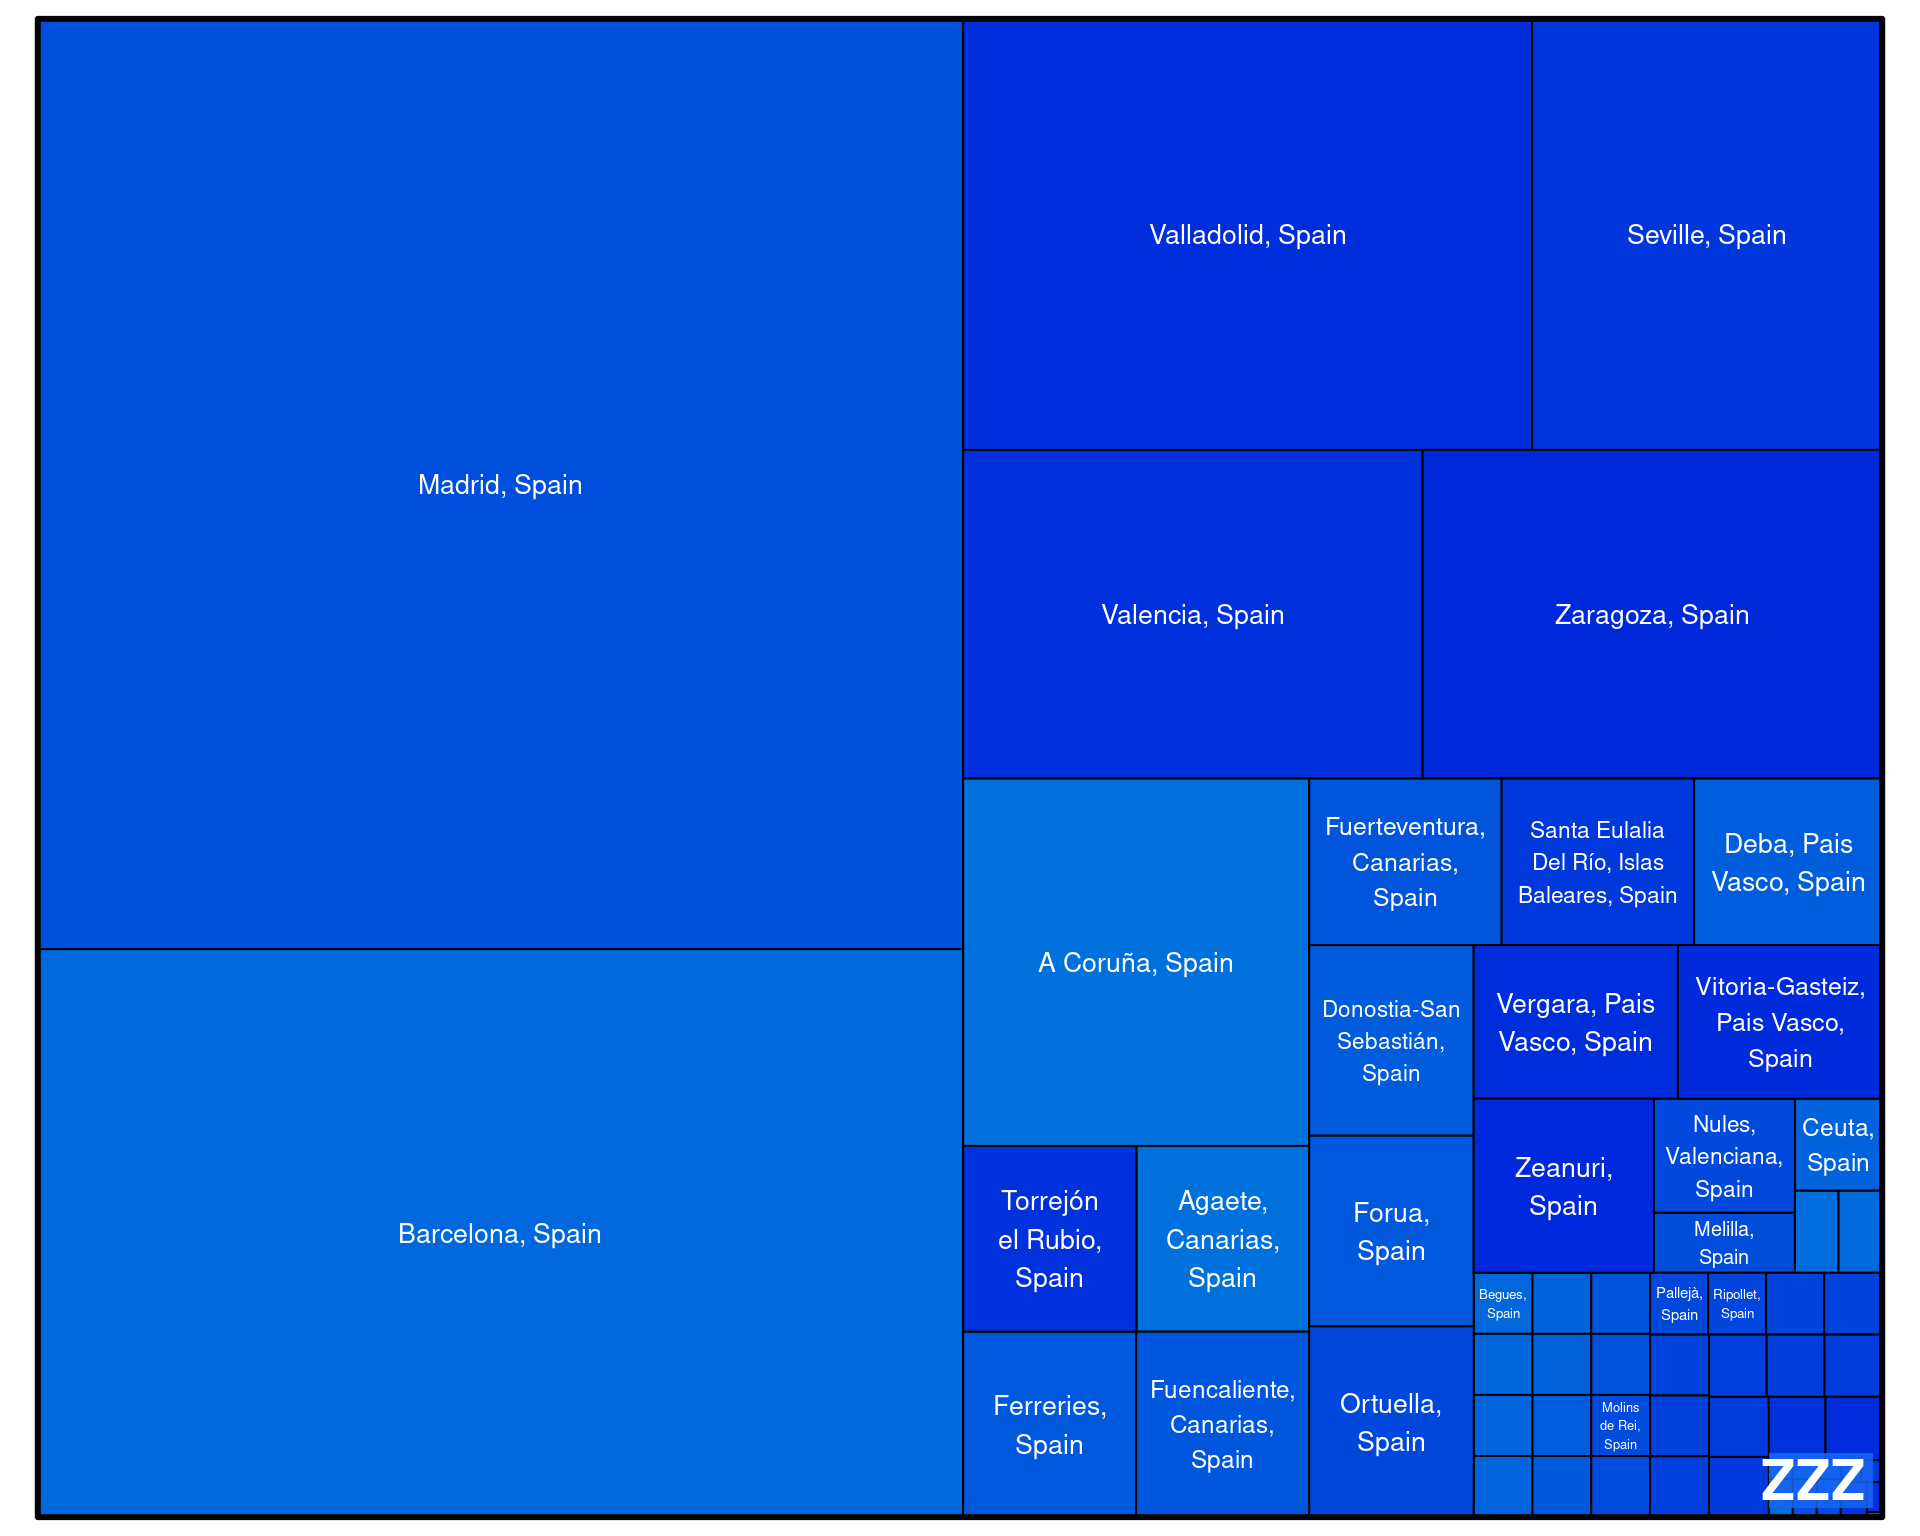 Madrid, Spain
Barcelona, Spain
Valladolid, Spain
Seville, Spain
Valencia, Spain
Zaragoza, Spain
A Coruña, Spain
Fuerteventura,
Canarias,
Spain
Santa Eulalia
Del Río, Islas
Baleares, Spain
Deba, Pais
Vasco, Spain
Donostia-San
Sebastián,
Spain
Vergara, Pais
Vasco, Spain
Vitoria-Gasteiz,
Pais Vasco,
Spain
Torrejón
el Rubio,
Spain
Agaete,
Canarias,
Spain
Forua,
Spain
Zeanuri,
Spain
Nules,
Valenciana,
Spain
Ceuta,
Spain
Melilla,
Spain
Ferreries,
Spain
Fuencaliente,
Canarias,
Spain
Ortuella,
Spain
Begues,
Spain
Pallejà,
Spain
Ripollet,
Spain
Molins
de Rei,
Spain
ZZZ